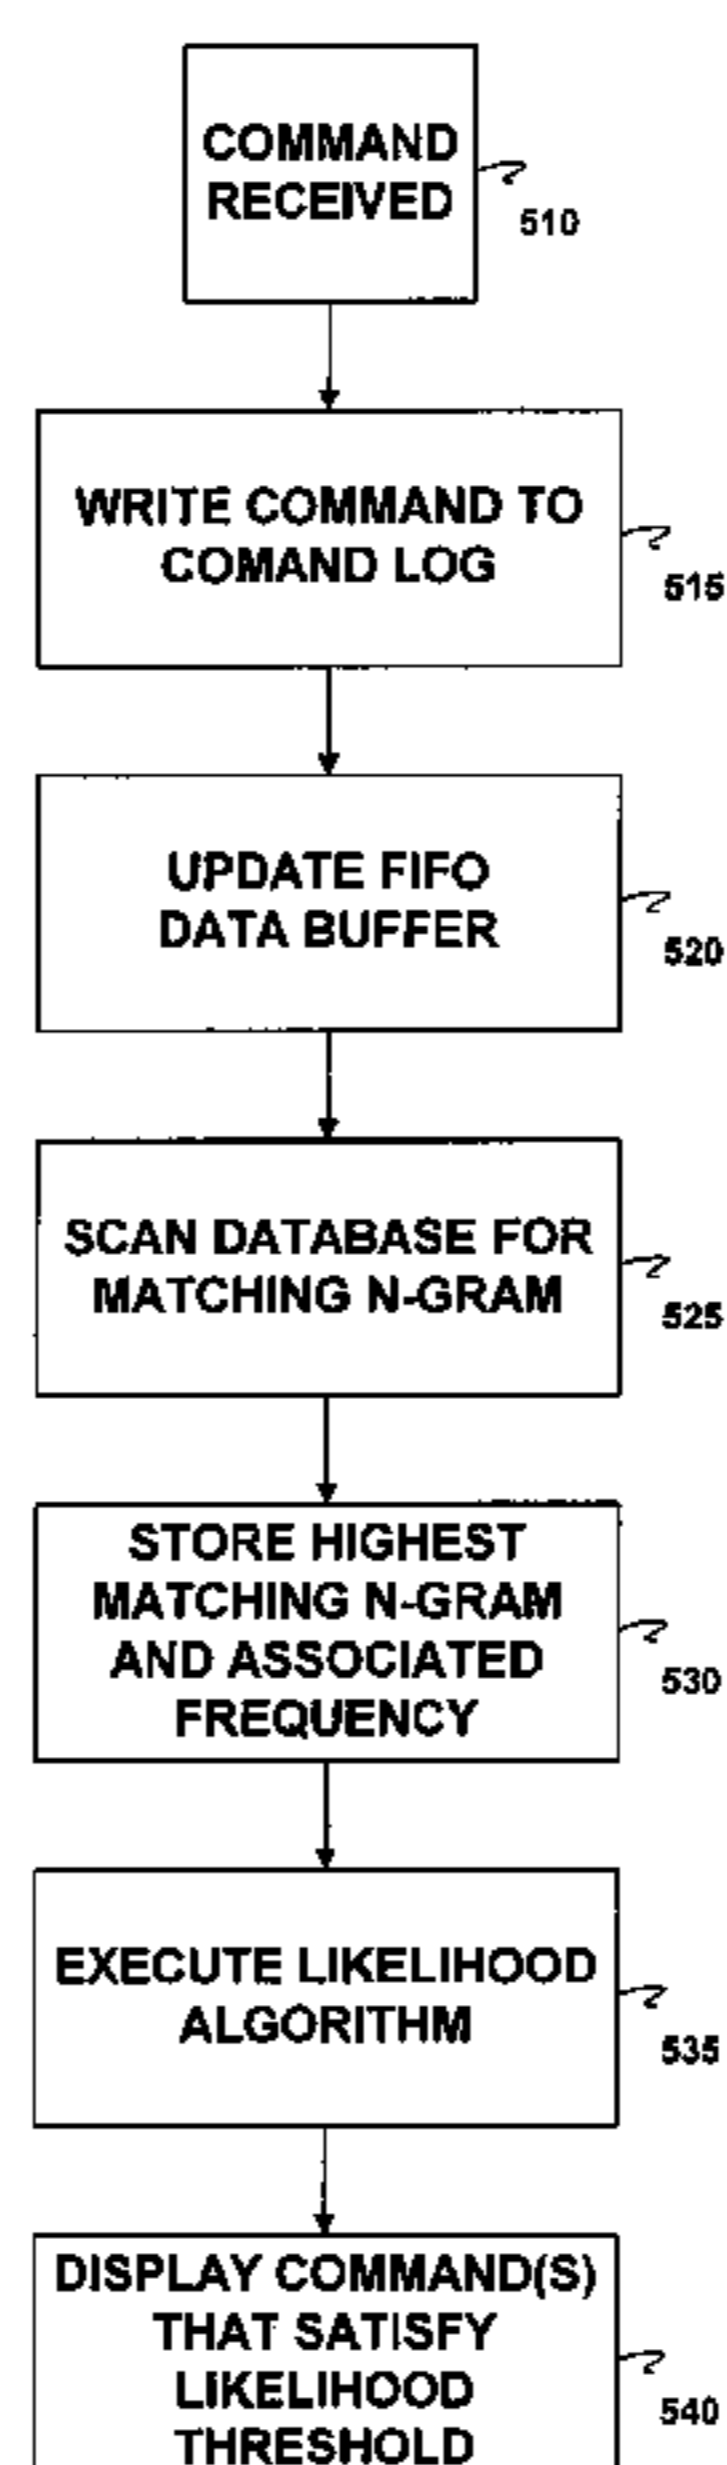 COMMAND
RECEIVED
510
WRITE COMMAND TO
COMAND LOG
515
UPDATE FIFO
DATA BUFFER
520
SCAN DATABASE FOR
MATCHING N-GRAM
525
STORE HIGHEST
MATCHING N-GRAM
AND ASSOCIATED
FREQUENCY
530
EXECUTE LIKELIHOOD
ALGORITHM
535
DISPLAY COMMAND(S)
THAT SATISFY
LIKELIHOOD
THRESHOLD
540